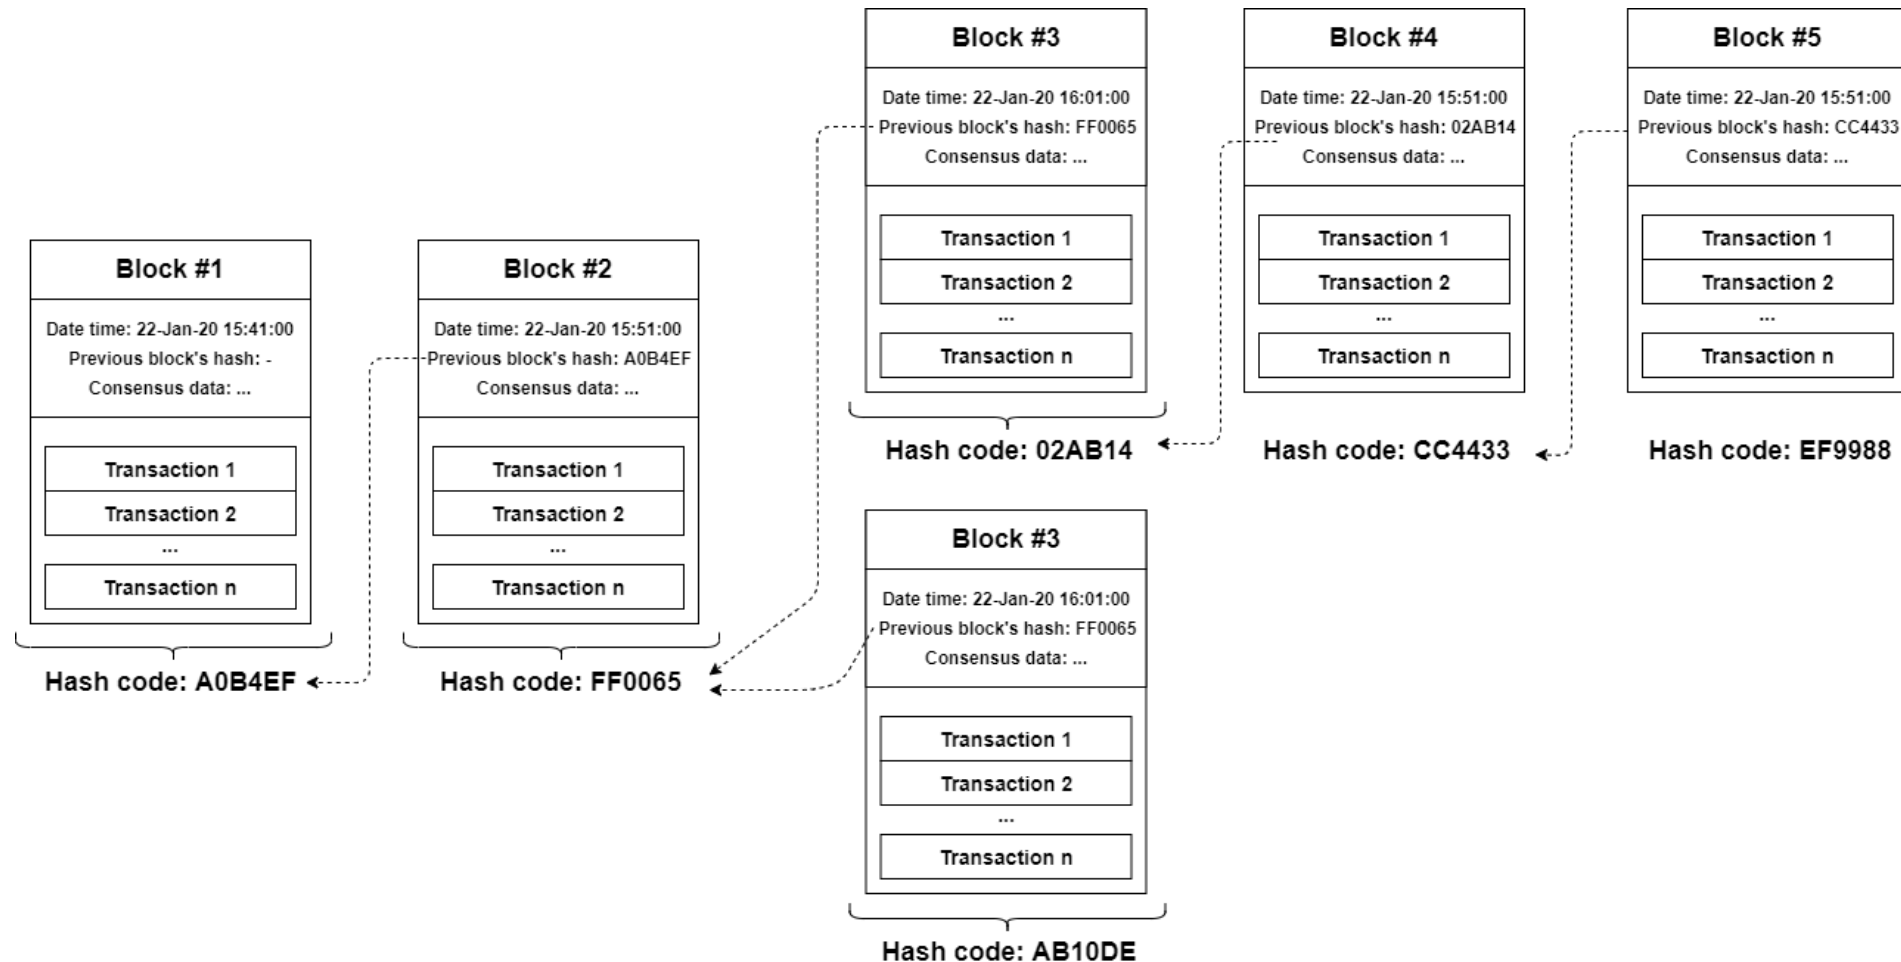 Block #1
Date time: 22-Jan-20 15:41:00
Previous block's hash: -
Consensus data: ...
Transaction 1
Transaction 2
...
Transaction n
Hash code: A0B4EF
Block #2
Date time: 22-Jan-20 15:51:00
Previous block's hash: A0B4EF
Consensus data: ...
Transaction 1
Transaction 2
...
Transaction n
Hash code: FF0065
Block #3
Date time: 22-Jan-20 16:01:00
Previous block's hash: FF0065
Consensus data: ...
Transaction 1
Transaction 2
...
Transaction n
Hash code: 02AB14
Block #4
Date time: 22-Jan-20 15:51:00
Previous block's hash: 02AB14
Consensus data: ...
Transaction 1
Transaction 2
...
Transaction n
Hash code: CC4433
Block #5
Date time: 22-Jan-20 15:51:00
Previous block's hash: CC4433
Consensus data: ...
Transaction 1
Transaction 2
...
Transaction n
Hash code: EF9988
Block #3
Date time: 22-Jan-20 16:01:00
Previous block's hash: FF0065
Consensus data: ...
Transaction 1
Transaction 2
...
Transaction n
Hash code: AB10DE